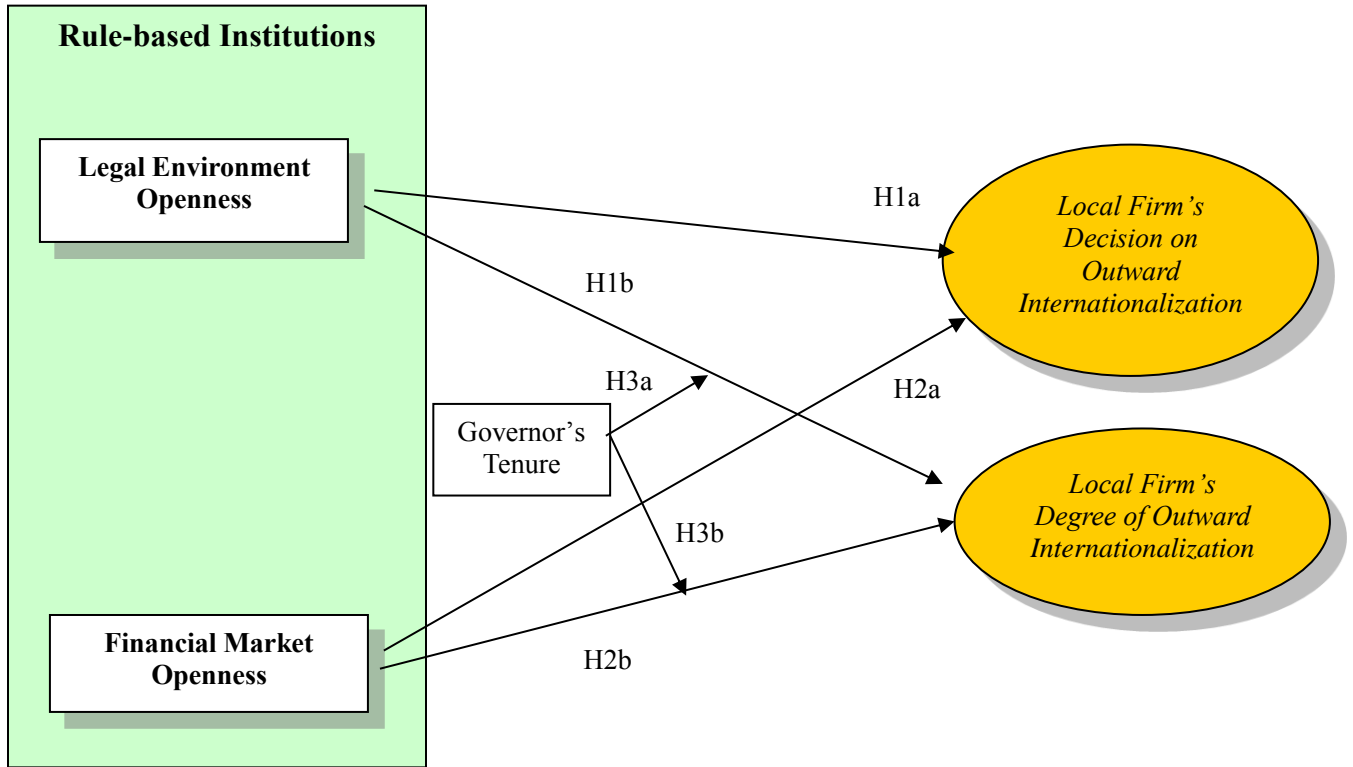 Rule-based Institutions
Legal Environment
Openness
H1a
Local Firm’s
Decision on
Outward
Internationalization
H1b
H3a
H2a
Governor’s
Tenure
Local Firm’s
Degree of Outward
Internationalization
H3b
Financial Market
Openness
H2b